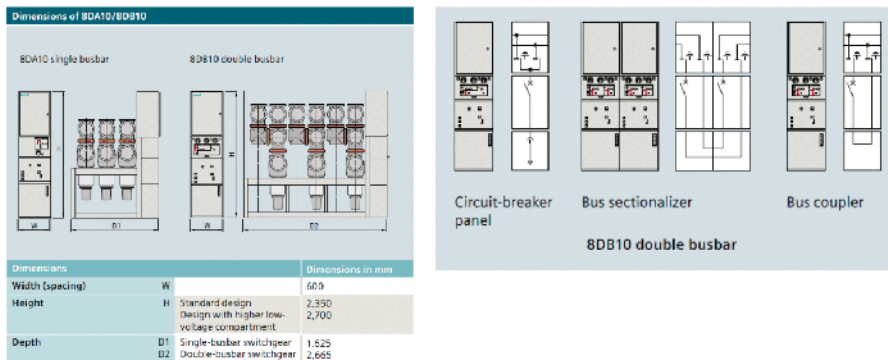 Dimensions of 8DA10/8DB10
8DA10 single busbar
8DB10 double busbar
H
H
W
D1
W
D2
Dimensions
Dimensions in mm
Width (spacing) W 600
Height H Standard design 2,350
Design with higher low-voltage compartment 2,700
Depth D1 Single-busbar switchgear 1,625
D2 Double-busbar switchgear 2,665
Circuit-breaker
panel
Bus sectionalizer
Bus coupler
8DB10 double busbar